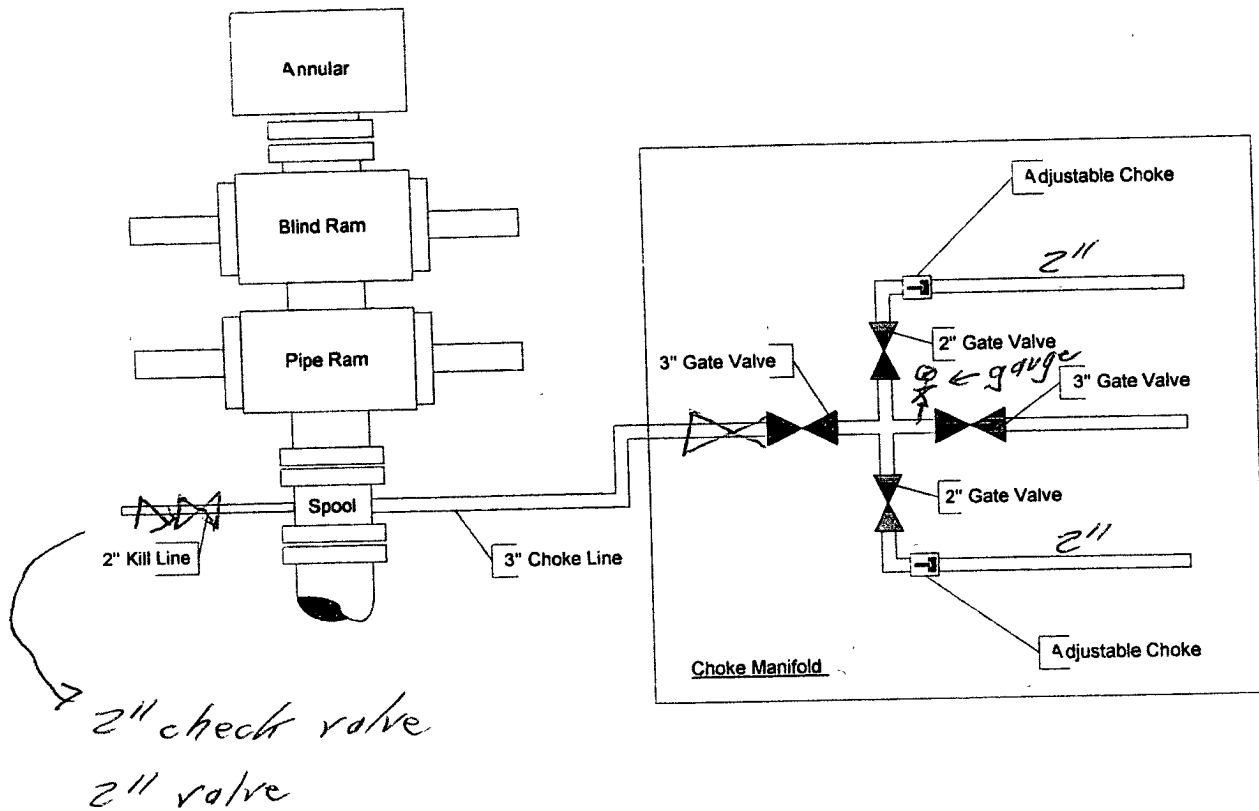 Annular
Adjustable Choke
Blind Ram
2"
Pipe Ram
3" Gate Valve
2" Gate Valve
← gauge
3" Gate Valve
Spool
2" Gate Valve
2" Kill Line
3" Choke Line
2"
Choke Manifold
Adjustable Choke
2" check valve
2" valve